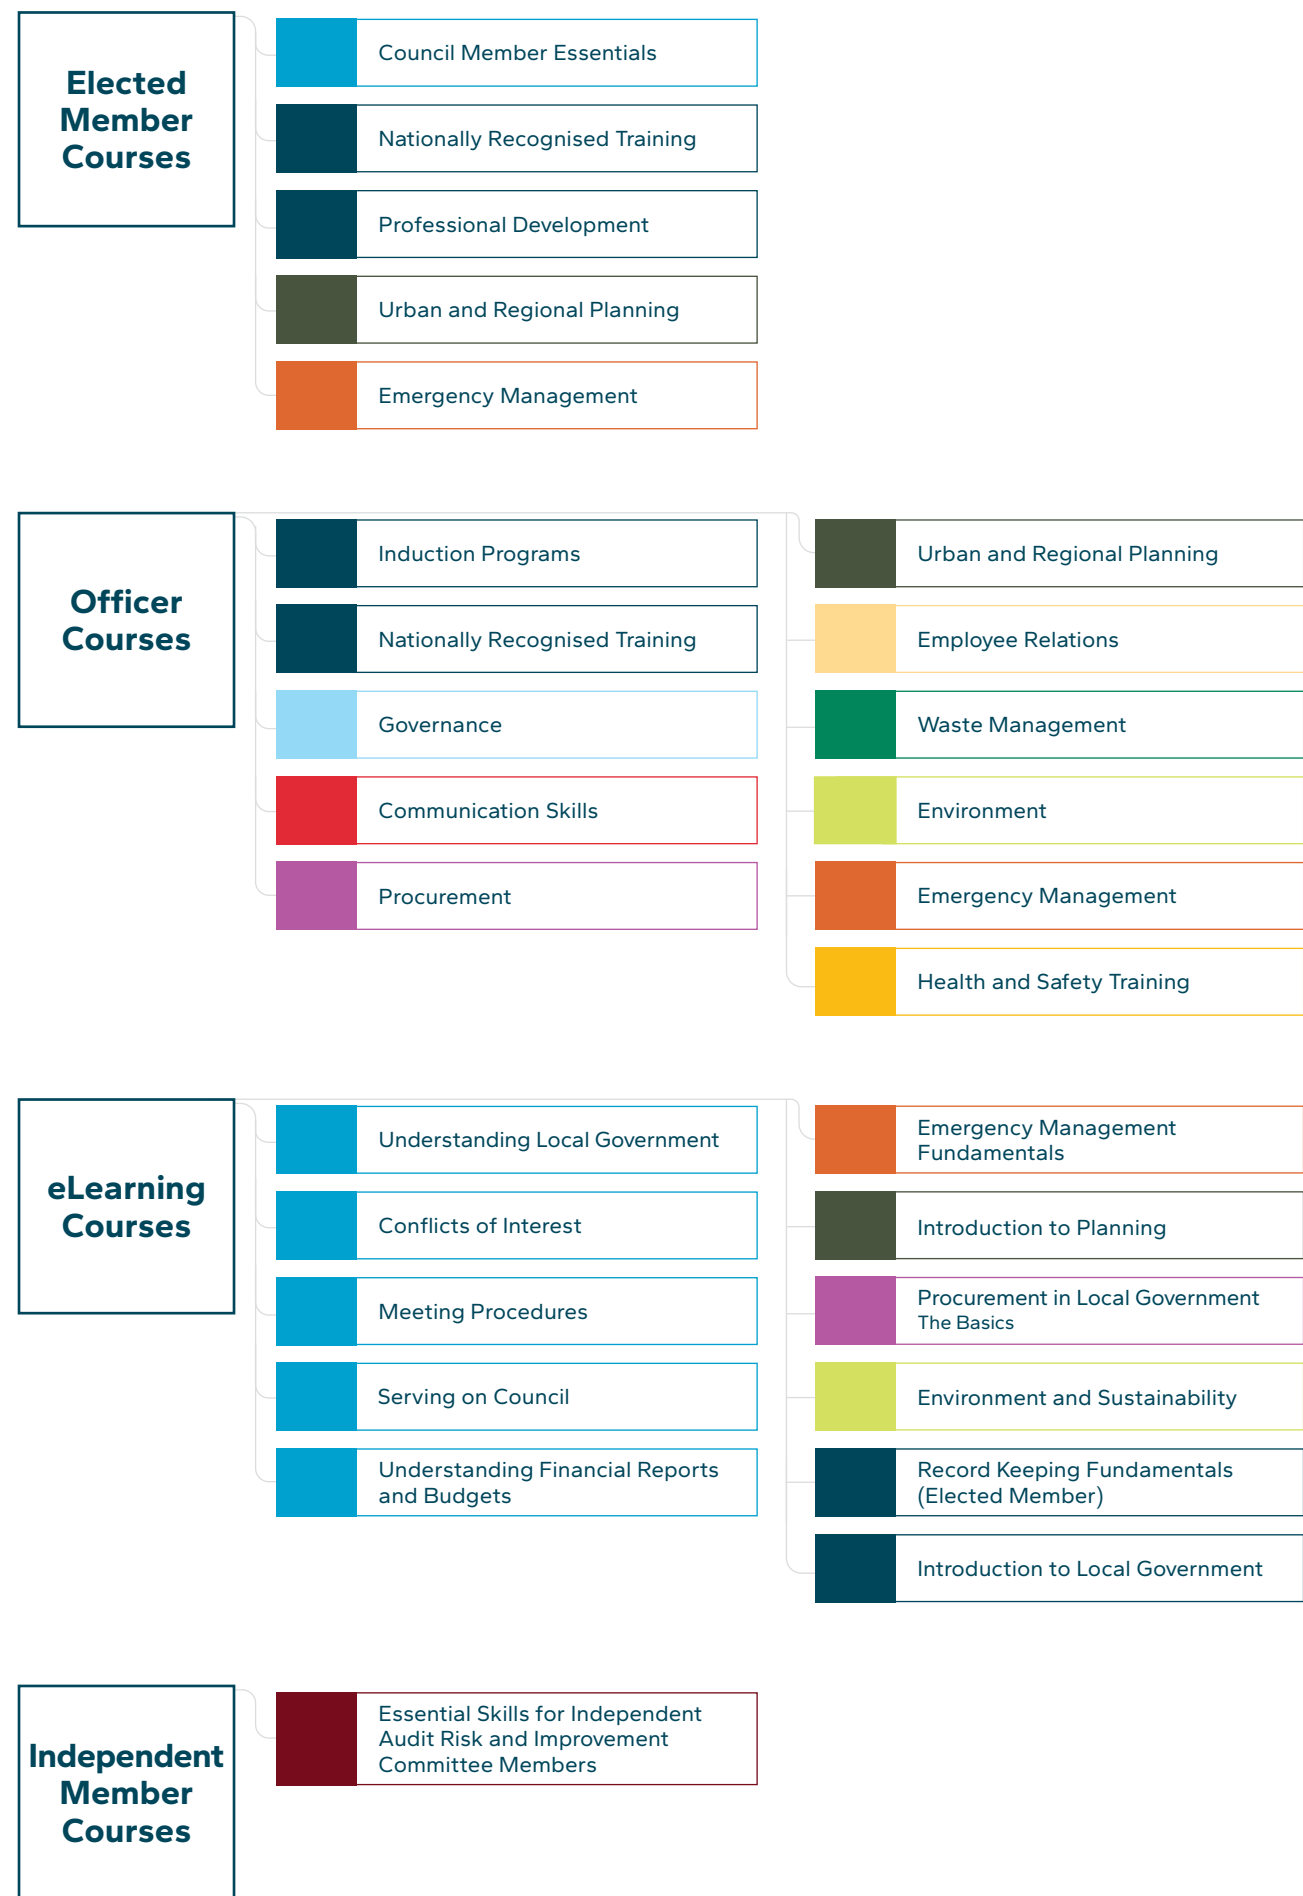 Elected
Member
Courses
Council Member Essentials
Nationally Recognised Training
Professional Development
Urban and Regional Planning
Emergency Management
Officer
Courses
Induction Programs
Nationally Recognised Training
Governance
Communication Skills
Procurement
Urban and Regional Planning
Employee Relations
Waste Management
Environment
Emergency Management
Health and Safety Training
eLearning
Courses
Understanding Local Government
Conflicts of Interest
Meeting Procedures
Serving on Council
Understanding Financial Reports
and Budgets
Emergency Management
Fundamentals
Introduction to Planning
Procurement in Local Government
The Basics
Environment and Sustainability
Record Keeping Fundamentals
(Elected Member)
Introduction to Local Government
Independent
Member
Courses
Essential Skills for Independent
Audit Risk and Improvement
Committee Members